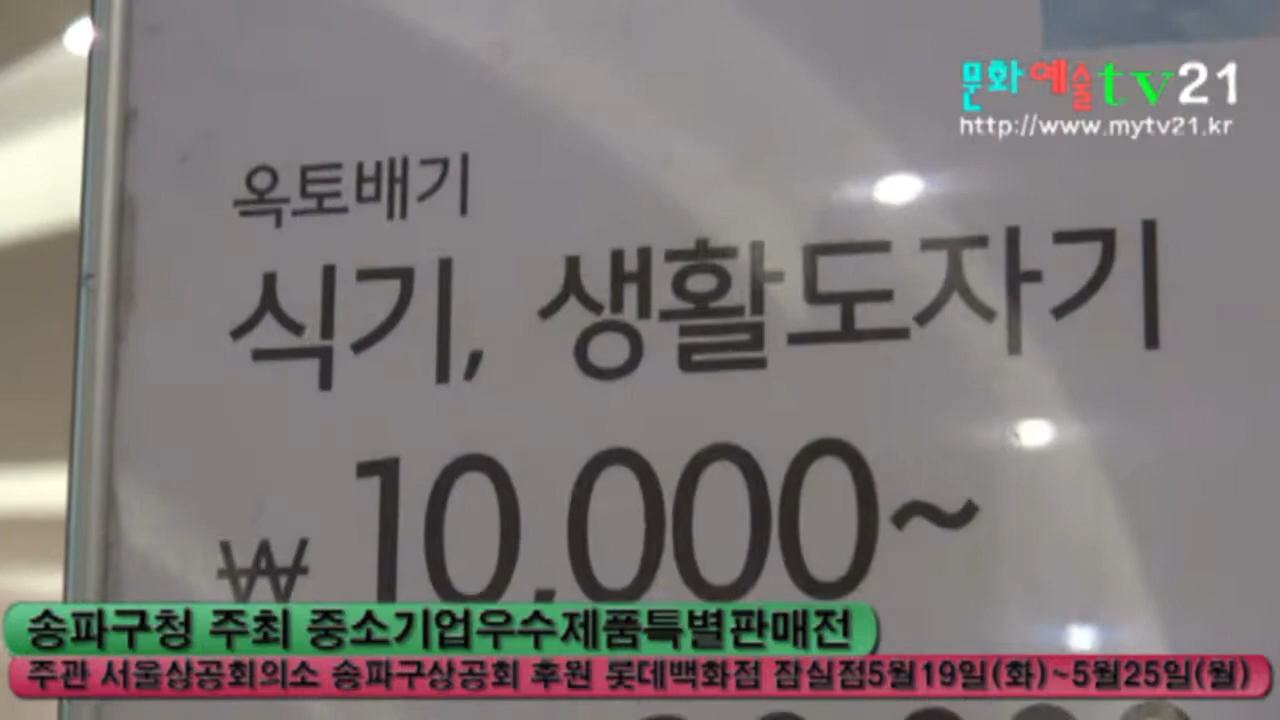 문화예술tv21
http://www.mytv21.kr
옥토배기
식기, 생활도자기
₩10,000~
송파구청 주최 중소기업우수제품특별판매전
주관 서울상공회의소 송파구상공회 후원 롯데백화점 잠실점5월19일(화)~5월25일(월)